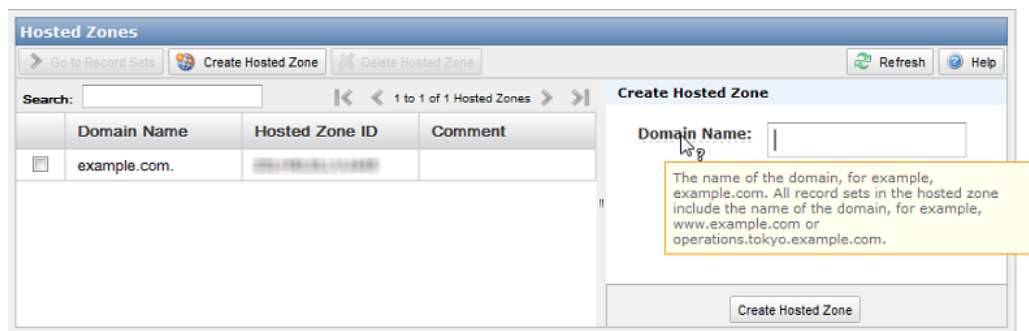 Hosted Zones
Go to Record Sets Create Hosted Zone Delete Hosted Zone Refresh Help
Search: 1 to 1 of 1 Hosted Zones
Domain Name Hosted Zone ID Comment
example.com.
Create Hosted Zone
Domain Name:
The name of the domain, for example,
example.com. All record sets in the hosted zone
include the name of the domain, for example,
www.example.com or
operations.tokyo.example.com.
Create Hosted Zone